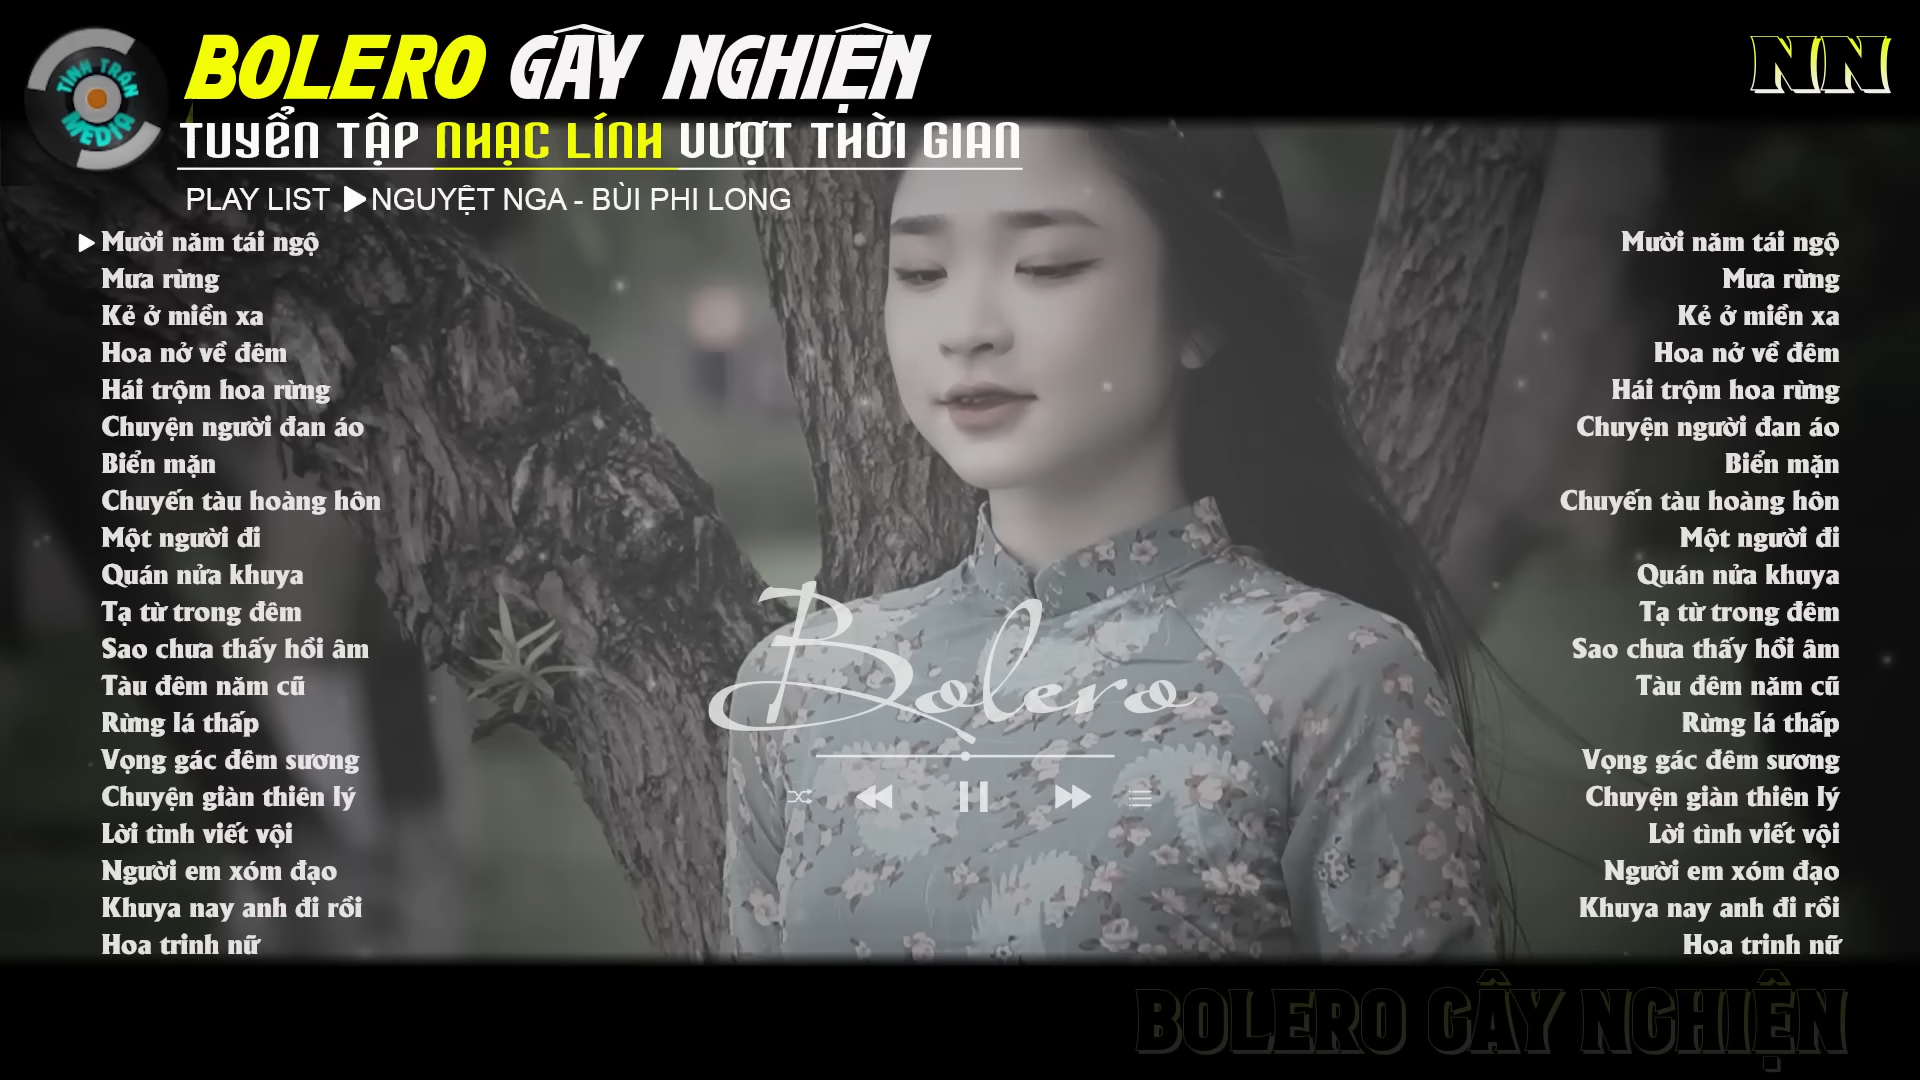 TÌNH TRẦN
MEDIA
BOLERO GÂY NGHIỆN
NN
TUYỂN TẬP NHẠC LÍNH VƯỢT THỜI GIAN
PLAY LIST ▶NGUYỆT NGA - BÙI PHI LONG
Mười năm tái ngộ
Mưa rừng
Kẻ ở miền xa
Hoa nở về đêm
Hái trộm hoa rừng
Chuyện người đan áo
Biển mặn
Chuyến tàu hoàng hôn
Một người đi
Quán nửa khuya
Tạ từ trong đêm
Sao chưa thấy hồi âm
Tàu đêm năm cũ
Rừng lá thấp
Vọng gác đêm sương
Chuyện giàn thiên lý
Lời tình viết vội
Người em xóm đạo
Khuya nay anh đi rồi
Hoa trinh nữ
Mười năm tái ngộ
Mưa rừng
Kẻ ở miền xa
Hoa nở về đêm
Hái trộm hoa rừng
Chuyện người đan áo
Biển mặn
Chuyến tàu hoàng hôn
Một người đi
Quán nửa khuya
Tạ từ trong đêm
Sao chưa thấy hồi âm
Tàu đêm năm cũ
Rừng lá thấp
Vọng gác đêm sương
Chuyện giàn thiên lý
Lời tình viết vội
Người em xóm đạo
Khuya nay anh đi rồi
Hoa trinh nữ
Bolero
BOLERO GÂY NGHIỆN